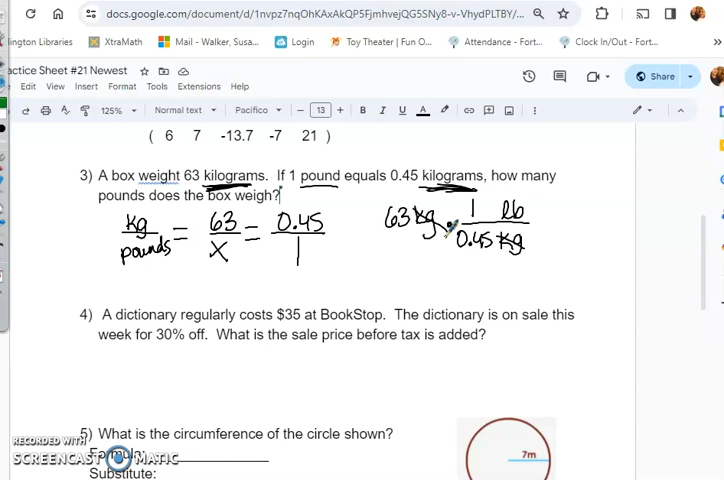 docs.google.com/document/d/1nvpz7nqOhKAxAkQP5FjmhvejQG5SNy8-v-VhydPLTBY/...
lington Libraries XtraMath Mail - Walker, Susa... Login Toy Theater | Fun O... Attendance - Fortet... Clock In/Out - Fort...
ractice Sheet #21 Newest
dit View Insert Format Tools Extensions Help
Share
125% Normal text Pacifico 13 B I U A
( 6 7 -13.7 -7 21 )
3) A box weight 63 kilograms. If 1 pound equals 0.45 kilograms, how many
pounds does the box weigh?
kg/pounds = 63/x = 0.45/1
63 kg · 1 lb/0.45 kg
4) A dictionary regularly costs $35 at BookStop. The dictionary is on sale this
week for 30% off. What is the sale price before tax is added?
5) What is the circumference of the circle shown?
Formula
Substitute:
7m
RECORDED WITH
SCREENCAST MATIC